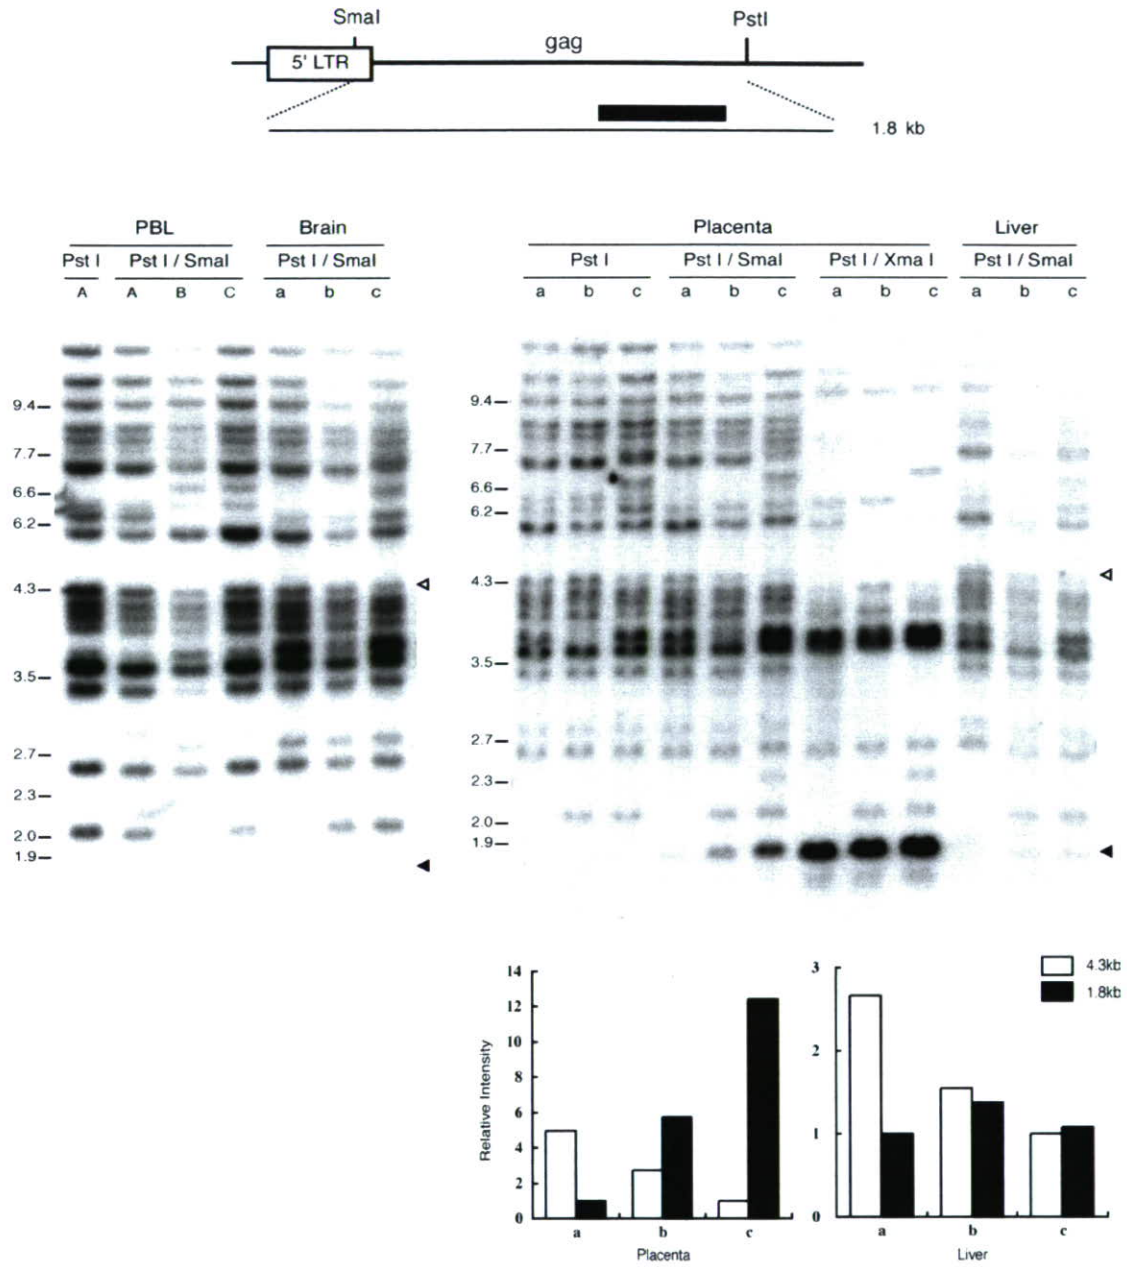 SmaI PstI
5' LTR gag
1.8 kb
PBL Brain Placenta Liver
Pst I Pst I / SmaI Pst I / SmaI Pst I Pst I / SmaI Pst I / Xma I Pst I / SmaI
A A B C a b c a b c a b c a b c a b c
9.4 9.4
7.7 7.7
6.6 6.6
6.2 6.2
4.3 4.3
3.5 3.5
2.7 2.7
2.3 2.3
2.0 2.0
1.9 1.9
Relative Intensity
14
12
10
8
6
4
2
0
a b c
Placenta
3
2
1
0
a b c
Liver
4.3kb
1.8kb